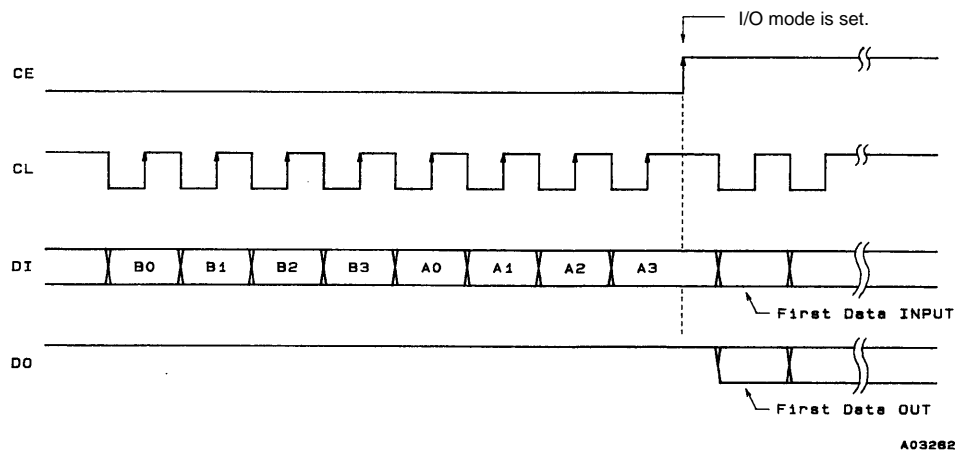 I/O mode is set.
CE
CL
DI B0 B1 B2 B3 A0 A1 A2 A3
First Data INPUT
DO
First Data OUT
A03262